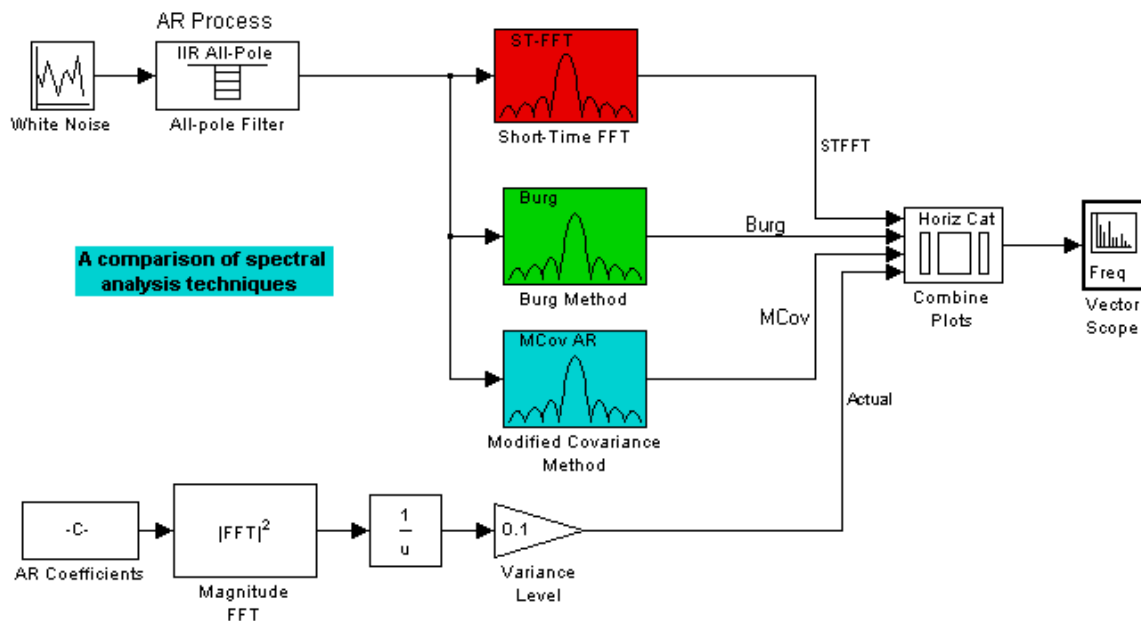 AR Process
IIR All-Pole
White Noise
All-pole Filter
ST-FFT
Short-Time FFT
STFFT
Burg
Burg Method
Burg
Horiz Cat
Combine
Plots
Freq
Vector
Scope
A comparison of spectral
analysis techniques
MCov AR
Modified Covariance
Method
MCov
Actual
-C-
AR Coefficients
|FFT|²
Magnitude
FFT
1
u
0.1
Variance
Level